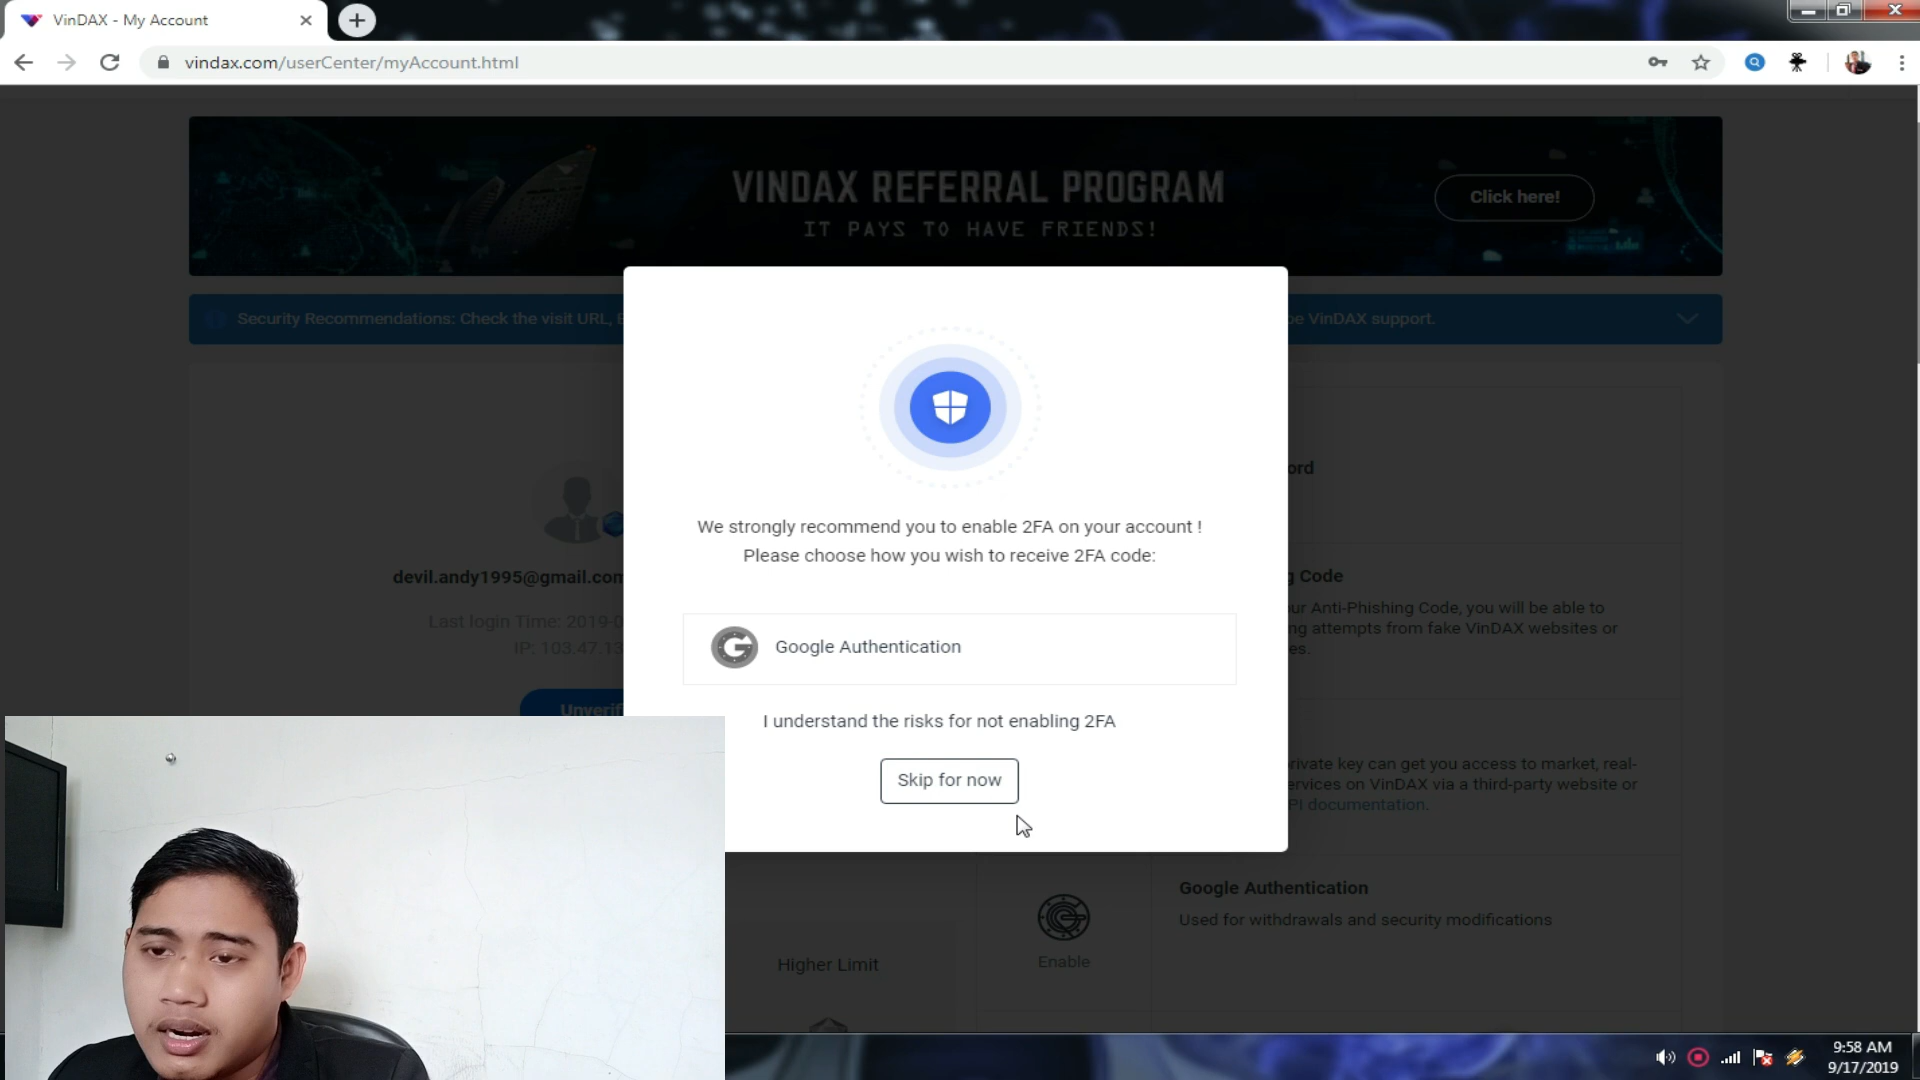 VinDAX - My Account
vindax.com/userCenter/myAccount.html
VINDAX REFERRAL PROGRAM
IT PAYS TO HAVE FRIENDS!
Click here!
Security Recommendations: Check the visit URL,
be VinDAX support.
We strongly recommend you to enable 2FA on your account !
Please choose how you wish to receive 2FA code:
Google Authentication
I understand the risks for not enabling 2FA
Skip for now
devil.andy1995@gmail.com
Last login Time: 2019-0
IP: 103.47.13
Unverifi
ord
g Code
ur Anti-Phishing Code, you will be able to
ng attempts from fake VinDAX websites or
es.
rivate key can get you access to market, real-
ervices on VinDAX via a third-party website or
PI documentation.
Google Authentication
Used for withdrawals and security modifications
Enable
Higher Limit
9:58 AM
9/17/2019